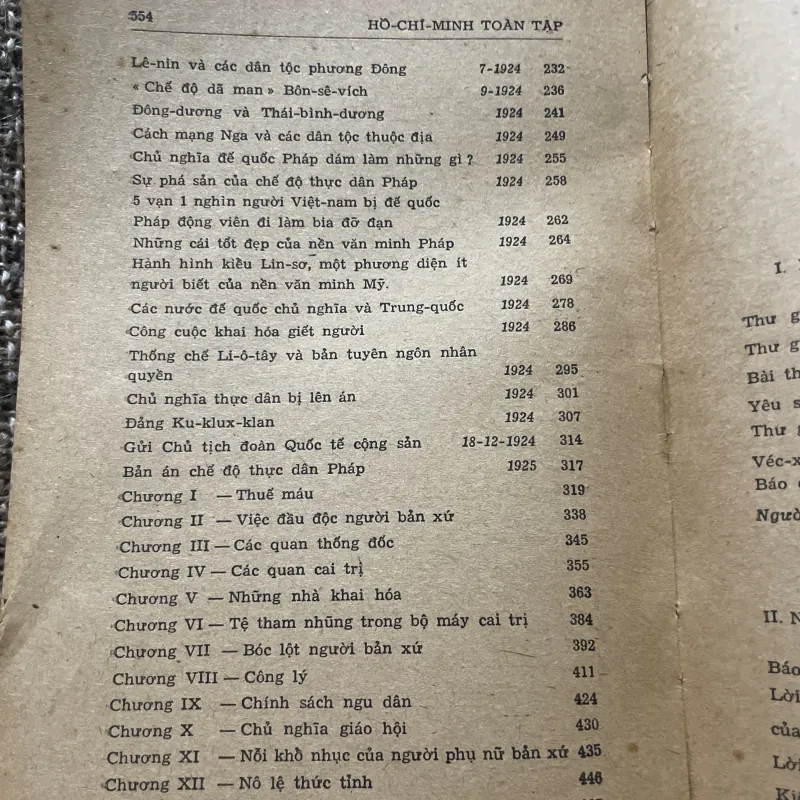 554 HỒ-CHÍ-MINH TOÀN TẬP
Lê-nin và các dân tộc phương Đông 7-1924 232
« Chế độ dã man » Bôn-sê-vích 9-1924 236
Đông-dương và Thái-bình-dương 1924 241
Cách mạng Nga và các dân tộc thuộc địa 1924 249
Chủ nghĩa đế quốc Pháp dám làm những gì ? 1924 255
Sự phá sản của chế độ thực dân Pháp 1924 258
5 vạn 1 nghìn người Việt-nam bị đế quốc
Pháp động viên đi làm bia đỡ đạn 1924 262
Những cái tốt đẹp của nền văn minh Pháp 1924 264
Hành hình kiểu Lin-sơ, một phương diện ít
người biết của nền văn minh Mỹ. 1924 269
Các nước đế quốc chủ nghĩa và Trung-quốc 1924 278
Công cuộc khai hóa giết người 1924 286
Thống chế Li-ô-tây và bản tuyên ngôn nhân
quyền 1924 295
Chủ nghĩa thực dân bị lên án 1924 301
Đảng Ku-klux-klan 1924 307
Gửi Chủ tịch đoàn Quốc tế cộng sản 18-12-1924 314
Bản án chế độ thực dân Pháp 1925 317
Chương I — Thuế máu 319
Chương II — Việc đầu độc người bản xứ 338
Chương III — Các quan thống đốc 345
Chương IV — Các quan cai trị 355
Chương V — Những nhà khai hóa 363
Chương VI — Tệ tham nhũng trong bộ máy cai trị 384
Chương VII — Bóc lột người bản xứ 392
Chương VIII — Công lý 411
Chương IX — Chính sách ngu dân 424
Chương X — Chủ nghĩa giáo hội 430
Chương XI — Nỗi khổ nhục của người phụ nữ bản xứ 435
Chương XII — Nô lệ thức tỉnh 446
I.
Thư
Thư
Bài
Yêu
Thư
Báo
II.
Báo
Lời
của
Lời